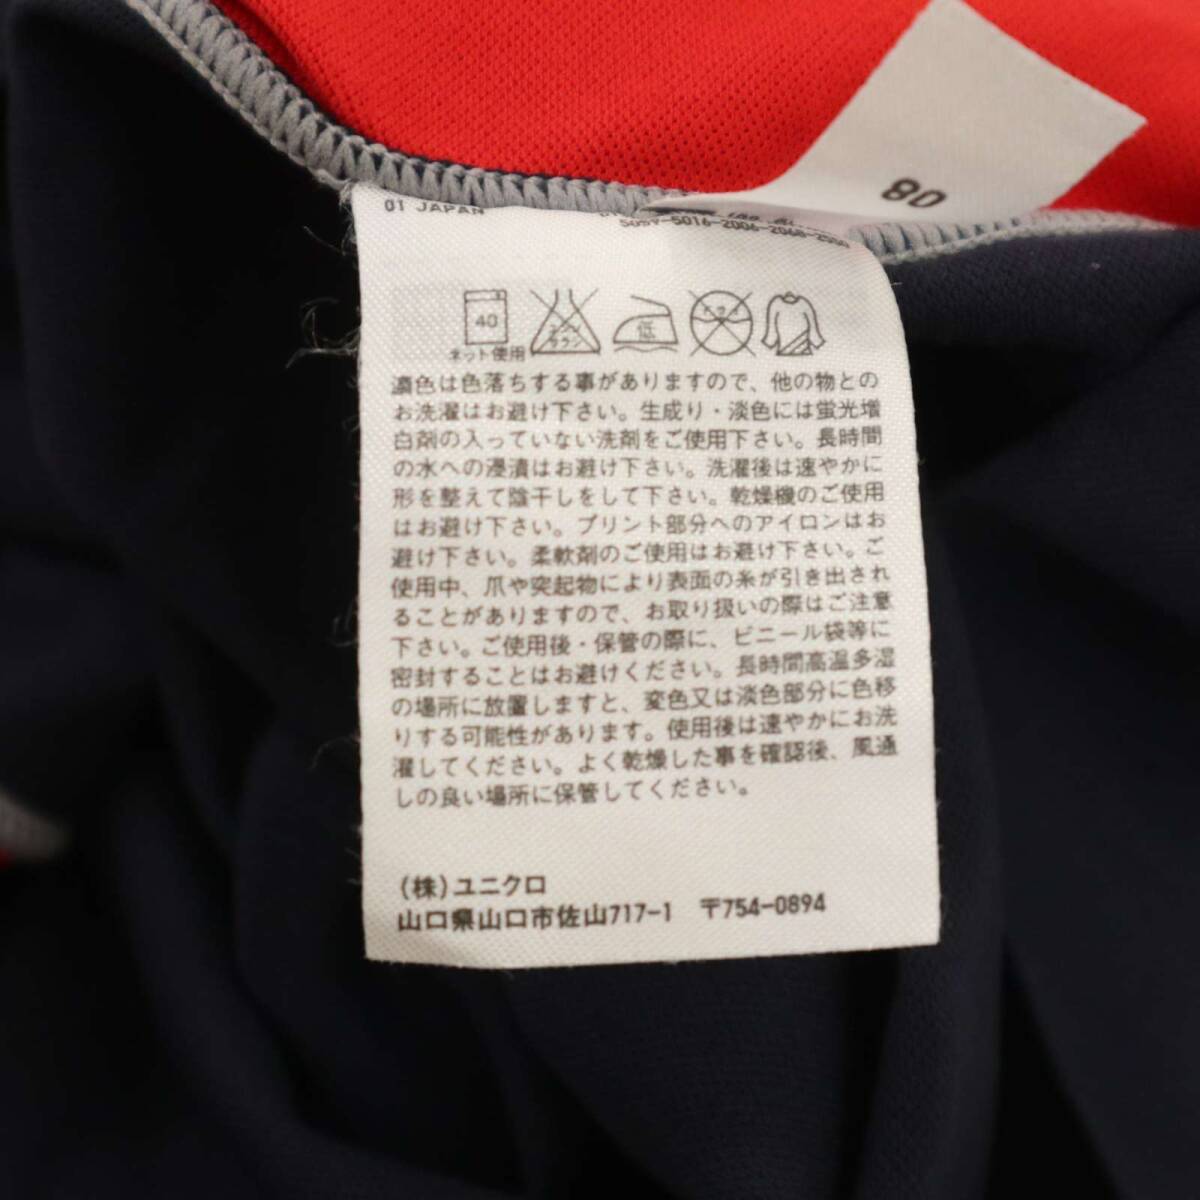 80
01 JAPAN
40
ネット使用
エンソ
サラシ
低
ドライ
濃色は色落ちする事がありますので、他の物との
お洗濯はお避け下さい。生成り・淡色には蛍光増
白剤の入っていない洗剤をご使用下さい。長時間
の水への浸漬はお避け下さい。洗濯後は速やかに
形を整えて陰干しをして下さい。乾燥機のご使用
はお避け下さい。プリント部分へのアイロンはお
避け下さい。柔軟剤のご使用はお避け下さい。ご
使用中、爪や突起物により表面の糸が引き出され
ることがありますので、お取り扱いの際はご注意
下さい。ご使用後・保管の際に、ビニール袋等に
密封することはお避けください。長時間高温多湿
の場所に放置しますと、変色又は淡色部分に色移
りする可能性があります。使用後は速やかにお洗
濯してください。よく乾燥した事を確認後、風通
しの良い場所に保管してください。
(株)ユニクロ
山口県山口市佐山717-1 〒754-0894